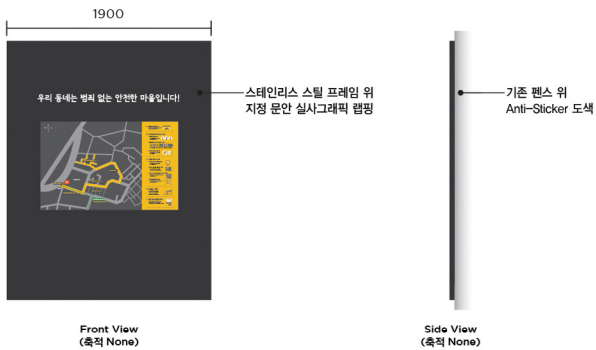 1900
우리 동네는 범죄 없는 안전한 마을입니다!
스테인리스 스틸 프레임 위
지정 문안 실사그래픽 랩핑
기존 펜스 위
Anti-Sticker 도색
Front View
(축적 None)
Side View
(축적 None)